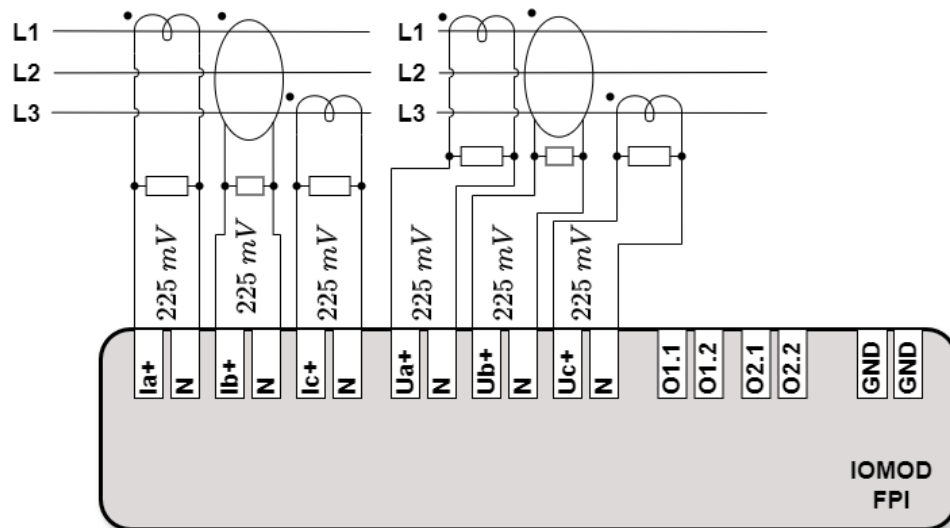 L1
L2
L3
L1
L2
L3
225 mV
225 mV
225 mV
225 mV
225 mV
225 mV
Ia+
N
Ib+
N
Ic+
N
Ua+
N
Ub+
N
Uc+
N
O1.1
O1.2
O2.1
O2.2
GND
GND
IOMOD
FPI